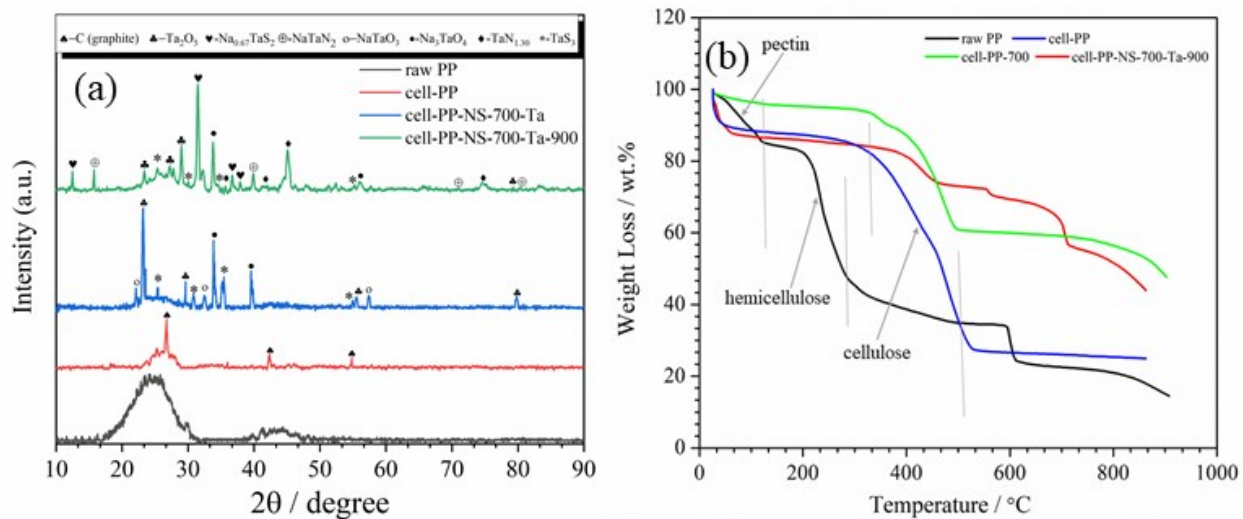 ♠–C (graphite) ♣–Ta₂O₅ ♥-Na₀.₆₇TaS₂ ⊕-NaTaN₂ o–NaTaO₃ •–Na₃TaO₄ ♦–TaN₁.₃₀ *–TaS₃
(a)
raw PP
cell-PP
cell-PP-NS-700-Ta
cell-PP-NS-700-Ta-900
Intensity (a.u.)
10 20 30 40 50 60 70 80 90
2θ / degree
(b)
raw PP
cell-PP
cell-PP-700
cell-PP-NS-700-Ta-900
pectin
hemicellulose
cellulose
Weight Loss / wt.%
120
100
80
60
40
20
0
0 200 400 600 800 1000
Temperature / °C